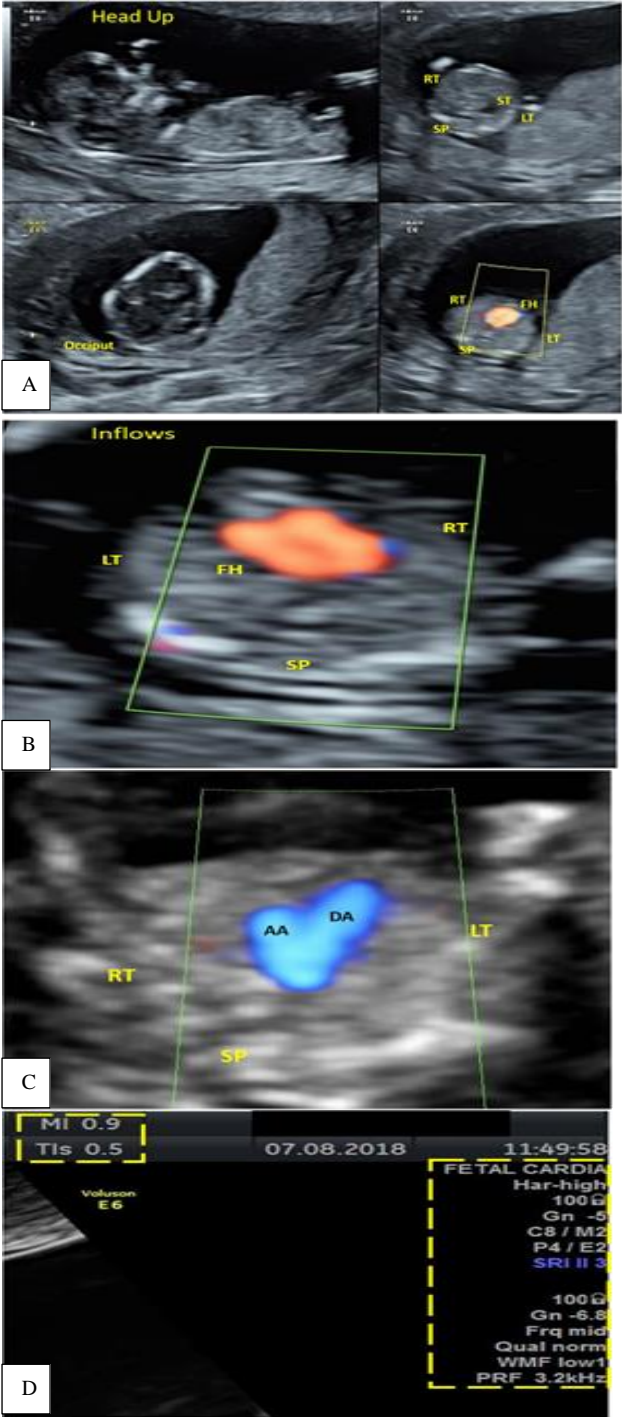 Head Up
RT
ST
LT
SP
Occiput
RT
FH
LT
SP
A
Inflows
RT
LT
FH
SP
B
AA
DA
LT
RT
SP
C
MI 0.9
TIs 0.5
07.08.2018
11:49:58
Voluson
E6
FETAL CARDIA
Har-high
100
Gn -5
C8 / M2
P4 / E2
SRI II 3
100
Gn -6.8
Frq mid
Qual norm
WMF low1
PRF 3.2kHz
D